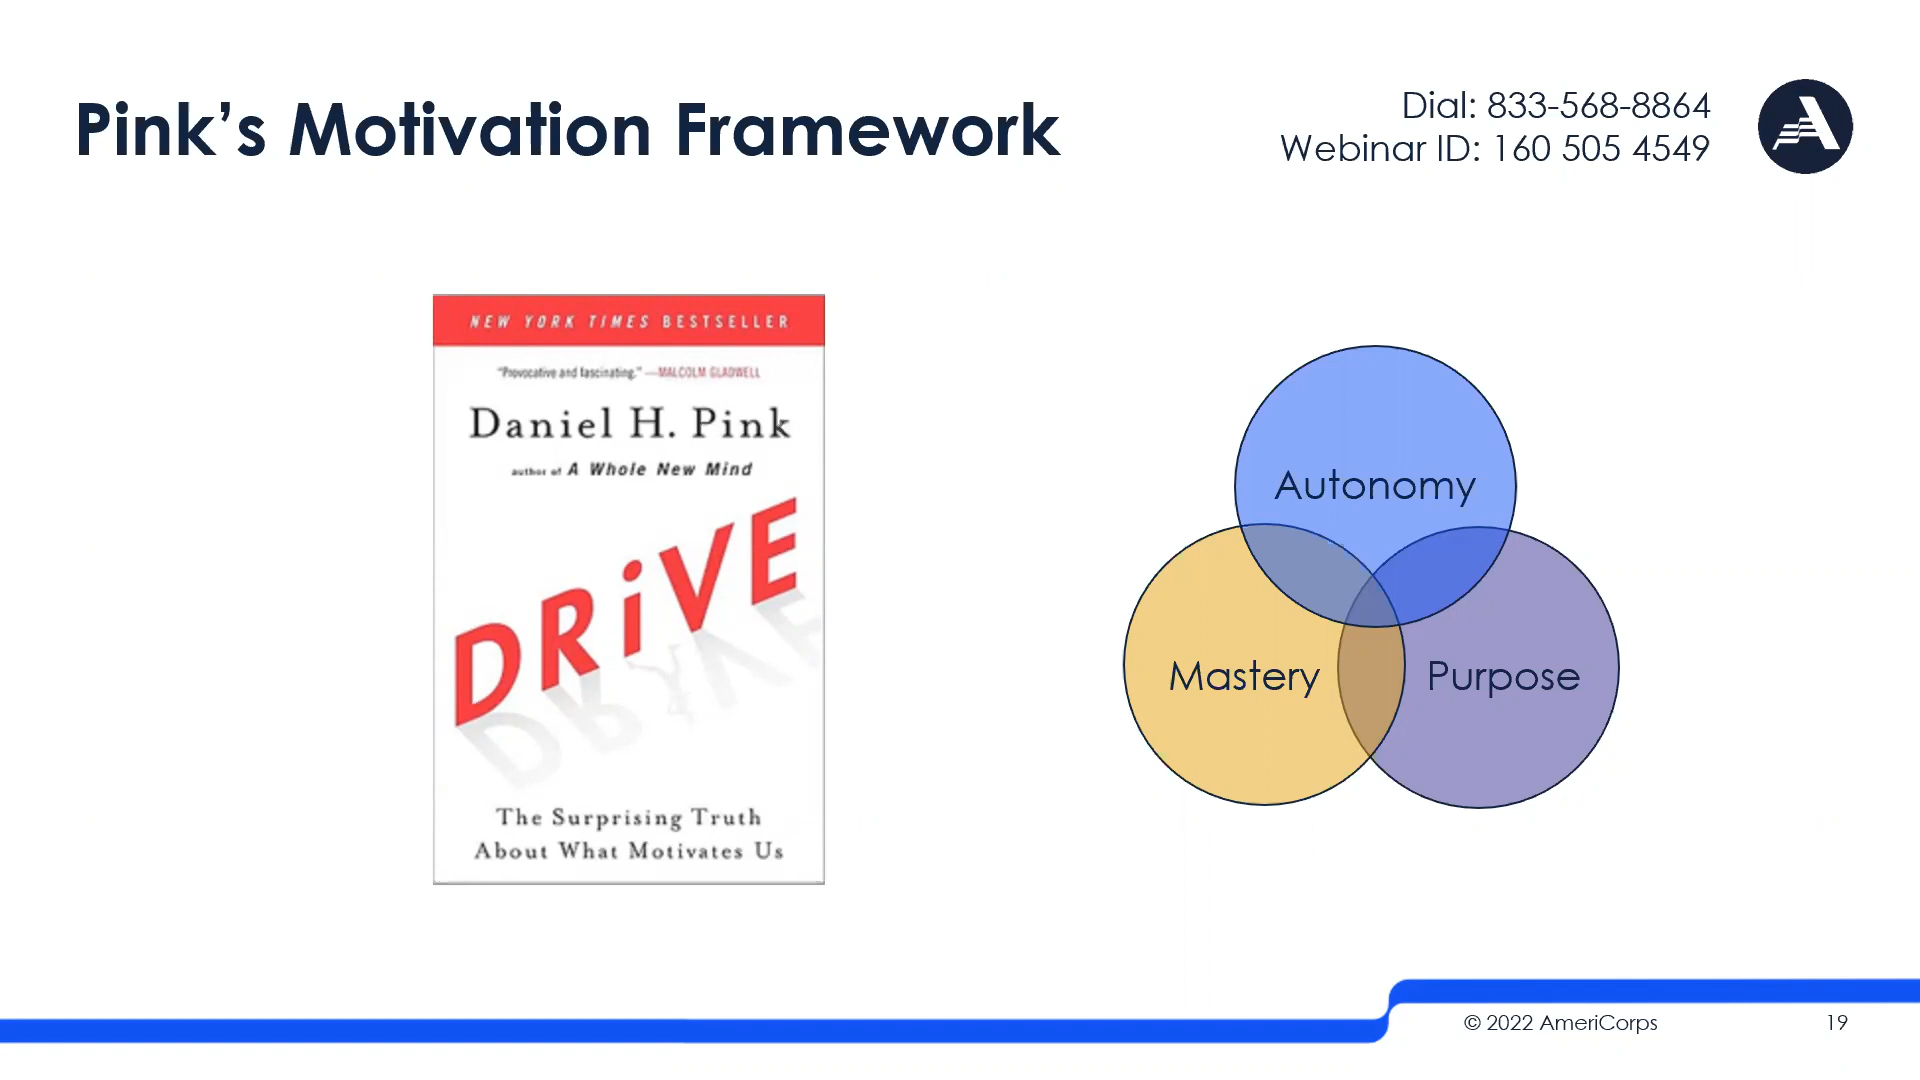 Pink’s Motivation Framework
Dial: 833-568-8864
Webinar ID: 160 505 4549
NEW YORK TIMES BESTSELLER
“Provocative and fascinating.” —MALCOLM GLADWELL
Daniel H. Pink
author of A Whole New Mind
DRiVE
The Surprising Truth
About What Motivates Us
Autonomy
Mastery
Purpose
© 2022 AmeriCorps
19